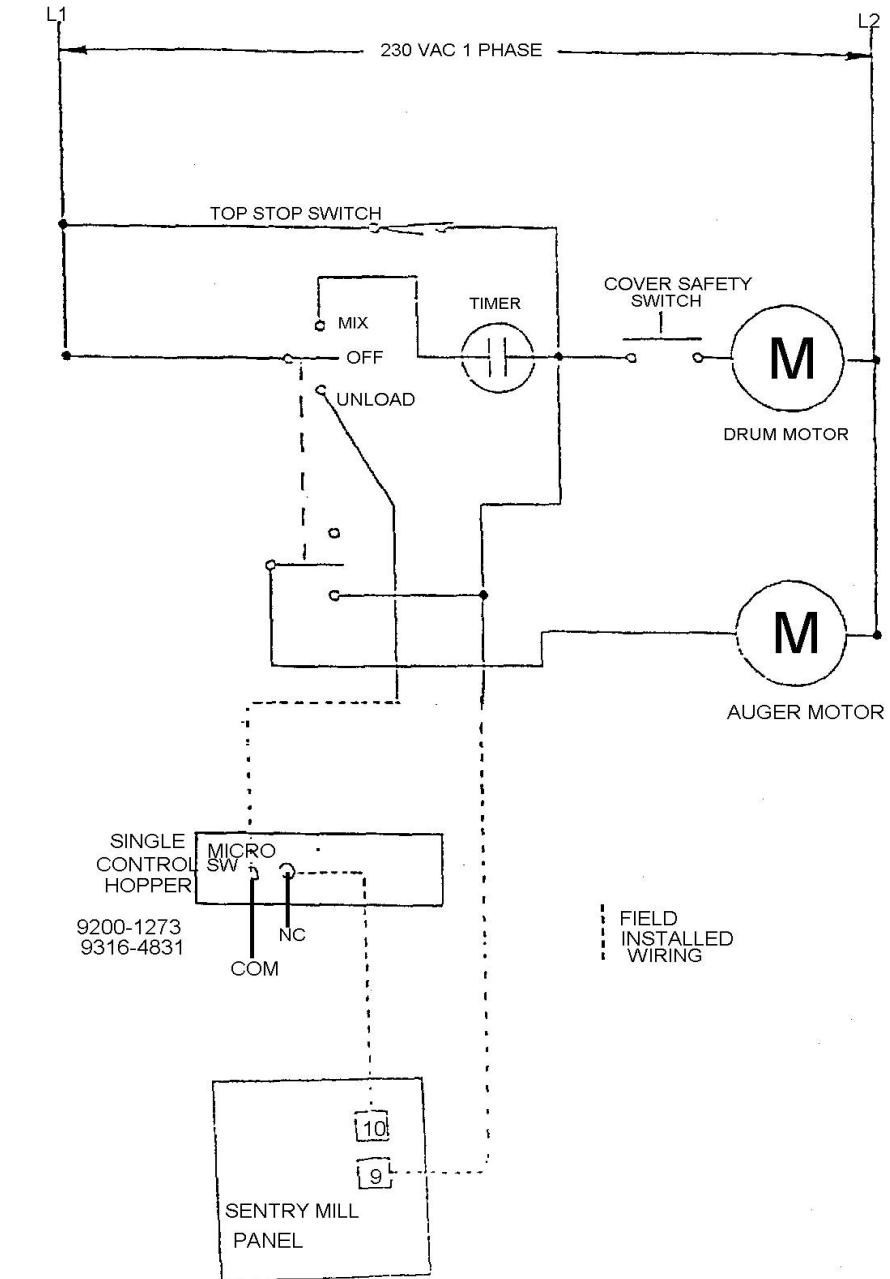 L1
L2
230 VAC 1 PHASE
TOP STOP SWITCH
COVER SAFETY
SWITCH
TIMER
MIX
OFF
UNLOAD
M
DRUM MOTOR
M
AUGER MOTOR
SINGLE
CONTROL
HOPPER
MICRO
SW
9200-1273
9316-4831
NC
COM
FIELD
INSTALLED
WIRING
10
9
SENTRY MILL
PANEL